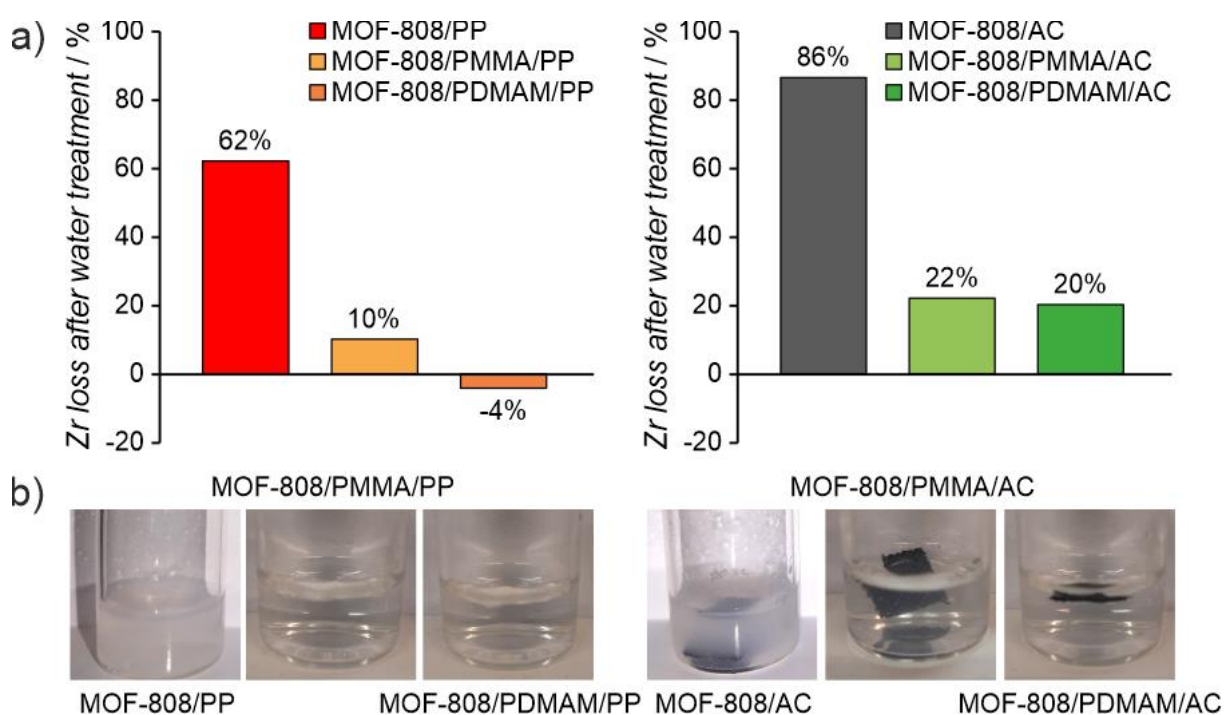 a)
Zr loss after water treatment / %
100
80
60
40
20
0
-20
MOF-808/PP
MOF-808/PMMA/PP
MOF-808/PDMAM/PP
62%
10%
-4%
Zr loss after water treatment / %
100
80
60
40
20
0
-20
MOF-808/AC
MOF-808/PMMA/AC
MOF-808/PDMAM/AC
86%
22%
20%
b)
MOF-808/PMMA/PP
MOF-808/PMMA/AC
MOF-808/PP
MOF-808/PDMAM/PP
MOF-808/AC
MOF-808/PDMAM/AC